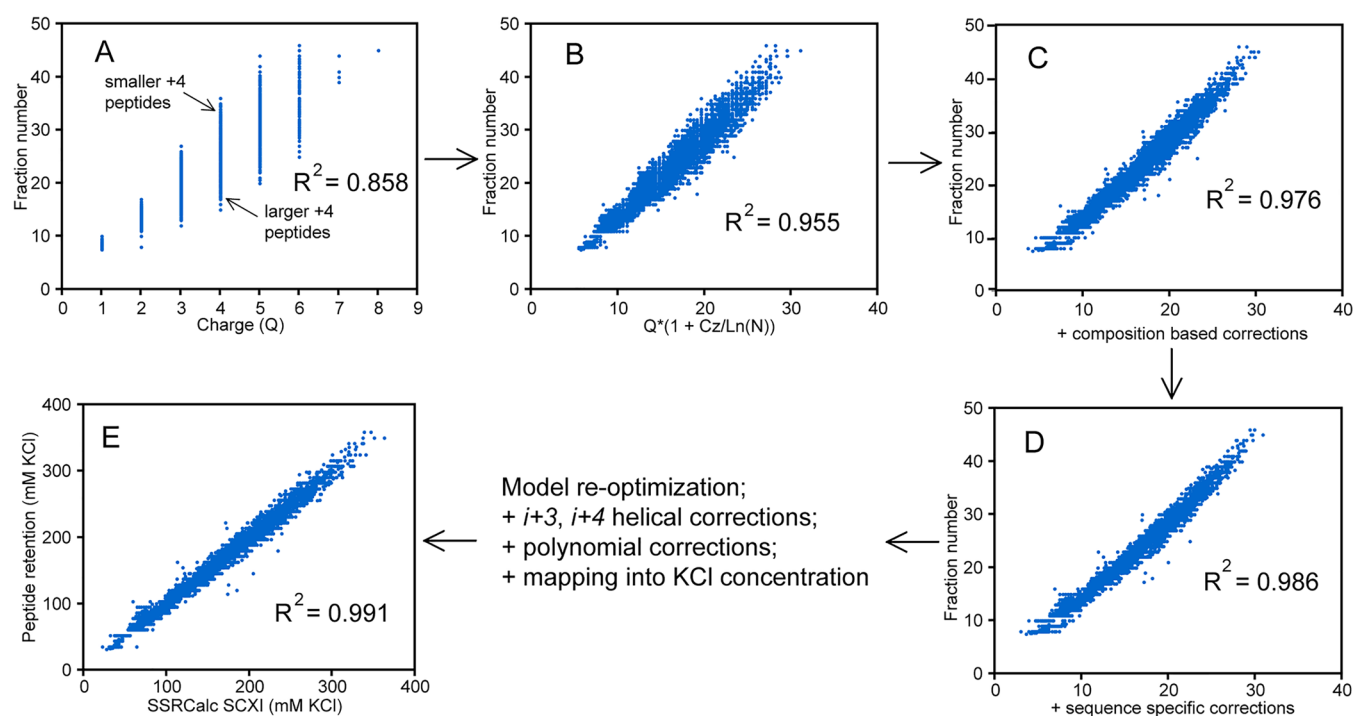 A
Fraction number
50
40
30
20
10
0
smaller +4
peptides
R² = 0.858
larger +4
peptides
0 1 2 3 4 5 6 7 8 9
Charge (Q)
B
Fraction number
50
40
30
20
10
0
R² = 0.955
0 10 20 30 40
Q*(1 + Cz/Ln(N))
C
Fraction number
50
40
30
20
10
0
R² = 0.976
0 10 20 30 40
+ composition based corrections
D
Fraction number
50
40
30
20
10
0
R² = 0.986
0 10 20 30 40
+ sequence specific corrections
Model re-optimization;
+ i+3, i+4 helical corrections;
+ polynomial corrections;
+ mapping into KCl concentration
E
Peptide retention (mM KCl)
400
300
200
100
0
R² = 0.991
0 100 200 300 400
SSRCalc SCXI (mM KCl)